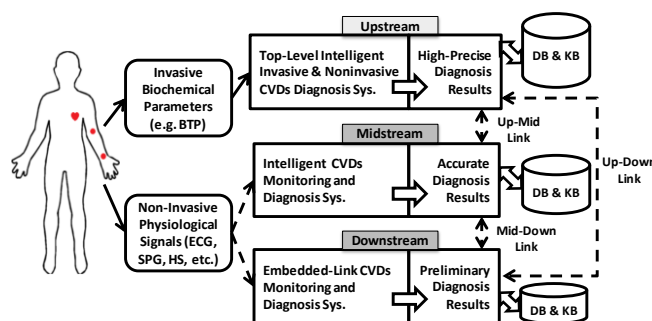 Upstream
Top-Level Intelligent
Invasive & Noninvasive
CVDs Diagnosis Sys.
High-Precise
Diagnosis
Results
DB & KB
Invasive
Biochemical
Parameters
(e.g. BTP)
Up-Mid
Link
Midstream
Intelligent CVDs
Monitoring and
Diagnosis Sys.
Accurate
Diagnosis
Results
DB & KB
Up-Down
Link
Non-Invasive
Physiological
Signals (ECG,
SPG, HS, etc.)
Mid-Down
Link
Downstream
Embedded-Link CVDs
Monitoring and
Diagnosis Sys.
Preliminary
Diagnosis
Results
DB & KB